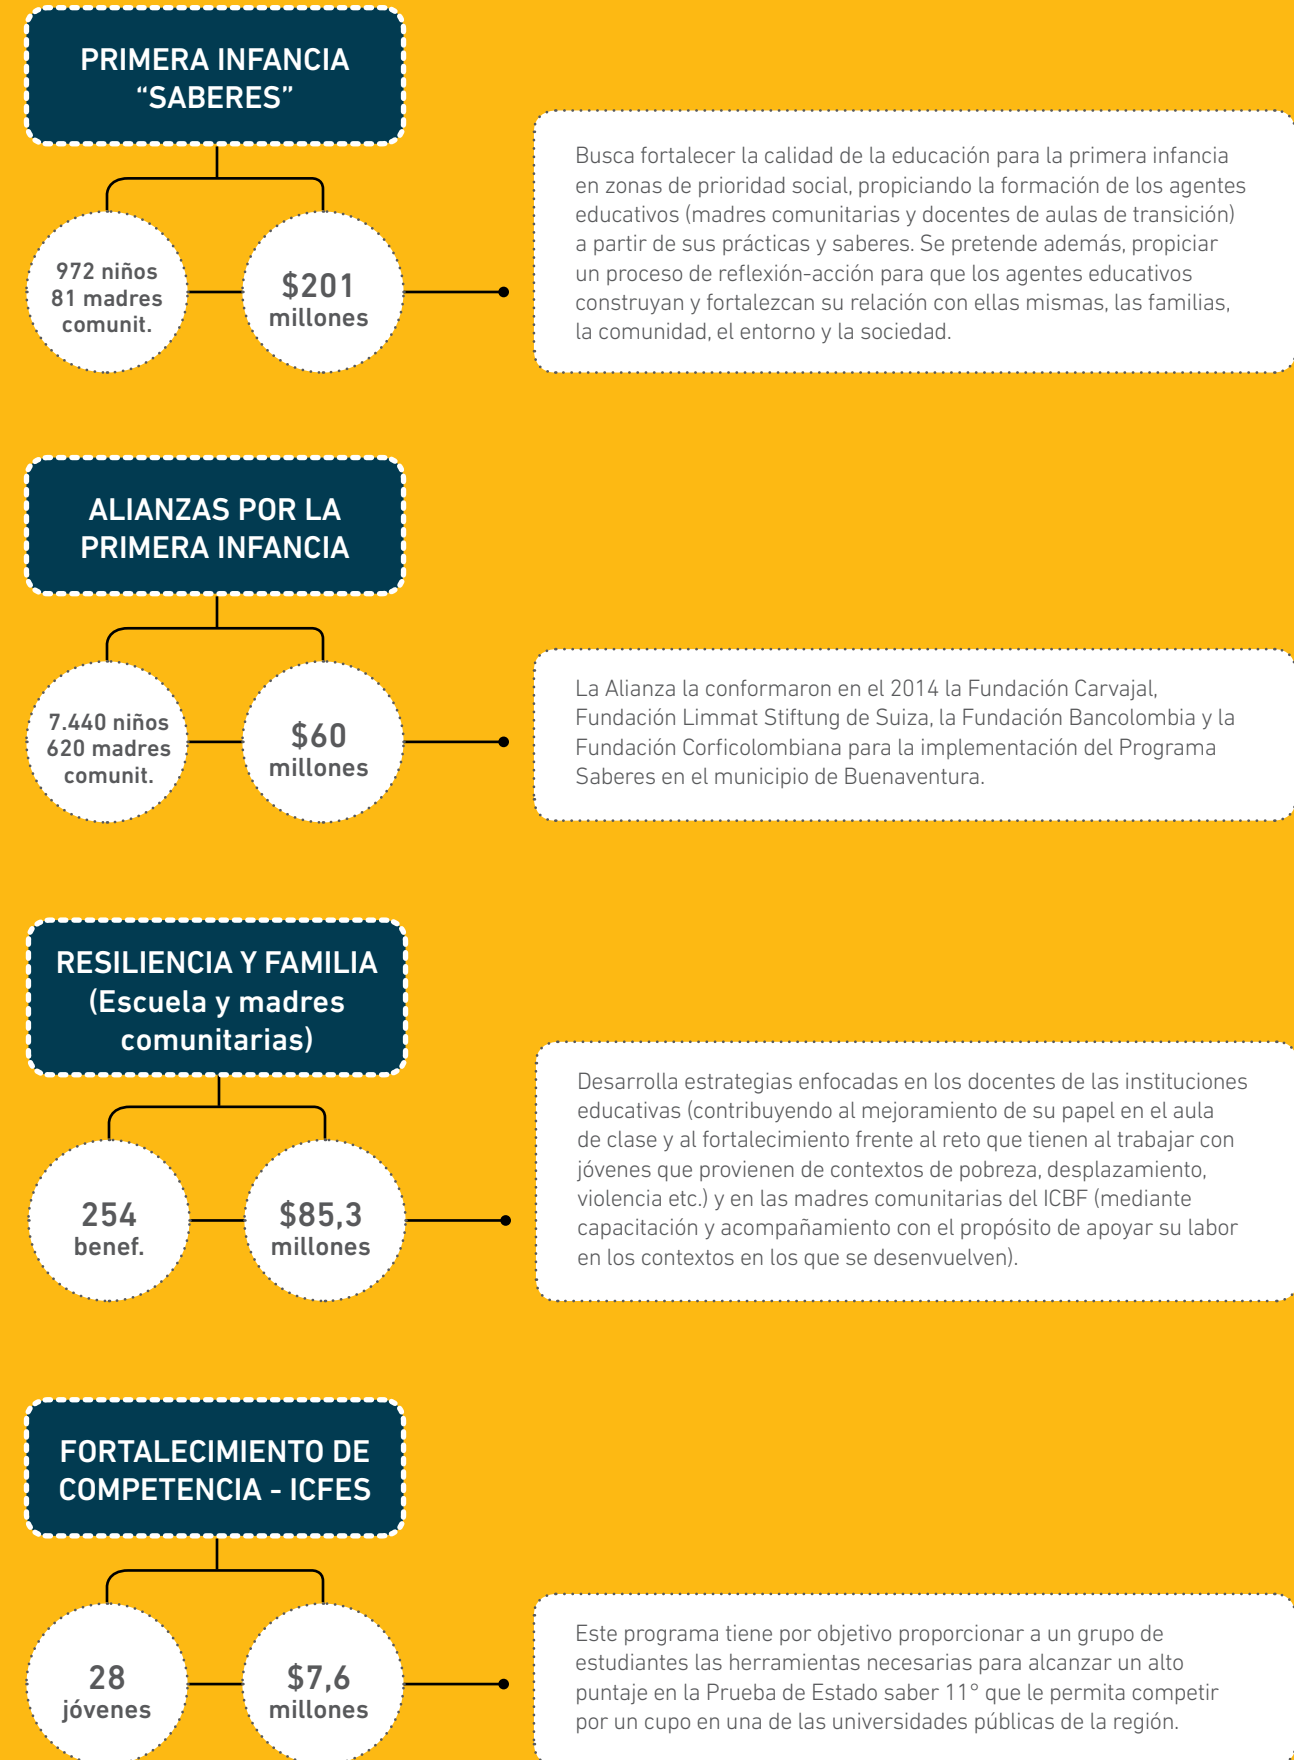 PRIMERA INFANCIA
“SABERES”
972 niños
81 madres
comunit.
$201
millones
Busca fortalecer la calidad de la educación para la primera infancia
en zonas de prioridad social, propiciando la formación de los agentes
educativos (madres comunitarias y docentes de aulas de transición)
a partir de sus prácticas y saberes. Se pretende además, propiciar
un proceso de reflexión-acción para que los agentes educativos
construyan y fortalezcan su relación con ellas mismas, las familias,
la comunidad, el entorno y la sociedad.
ALIANZAS POR LA
PRIMERA INFANCIA
7.440 niños
620 madres
comunit.
$60
millones
La Alianza la conformaron en el 2014 la Fundación Carvajal,
Fundación Limmat Stiftung de Suiza, la Fundación Bancolombia y la
Fundación Corficolombiana para la implementación del Programa
Saberes en el municipio de Buenaventura.
RESILIENCIA Y FAMILIA
(Escuela y madres
comunitarias)
254
benef.
$85,3
millones
Desarrolla estrategias enfocadas en los docentes de las instituciones
educativas (contribuyendo al mejoramiento de su papel en el aula
de clase y al fortalecimiento frente al reto que tienen al trabajar con
jóvenes que provienen de contextos de pobreza, desplazamiento,
violencia etc.) y en las madres comunitarias del ICBF (mediante
capacitación y acompañamiento con el propósito de apoyar su labor
en los contextos en los que se desenvuelven).
FORTALECIMIENTO DE
COMPETENCIA - ICFES
28
jóvenes
$7,6
millones
Este programa tiene por objetivo proporcionar a un grupo de
estudiantes las herramientas necesarias para alcanzar un alto
puntaje en la Prueba de Estado saber 11° que le permita competir
por un cupo en una de las universidades públicas de la región.